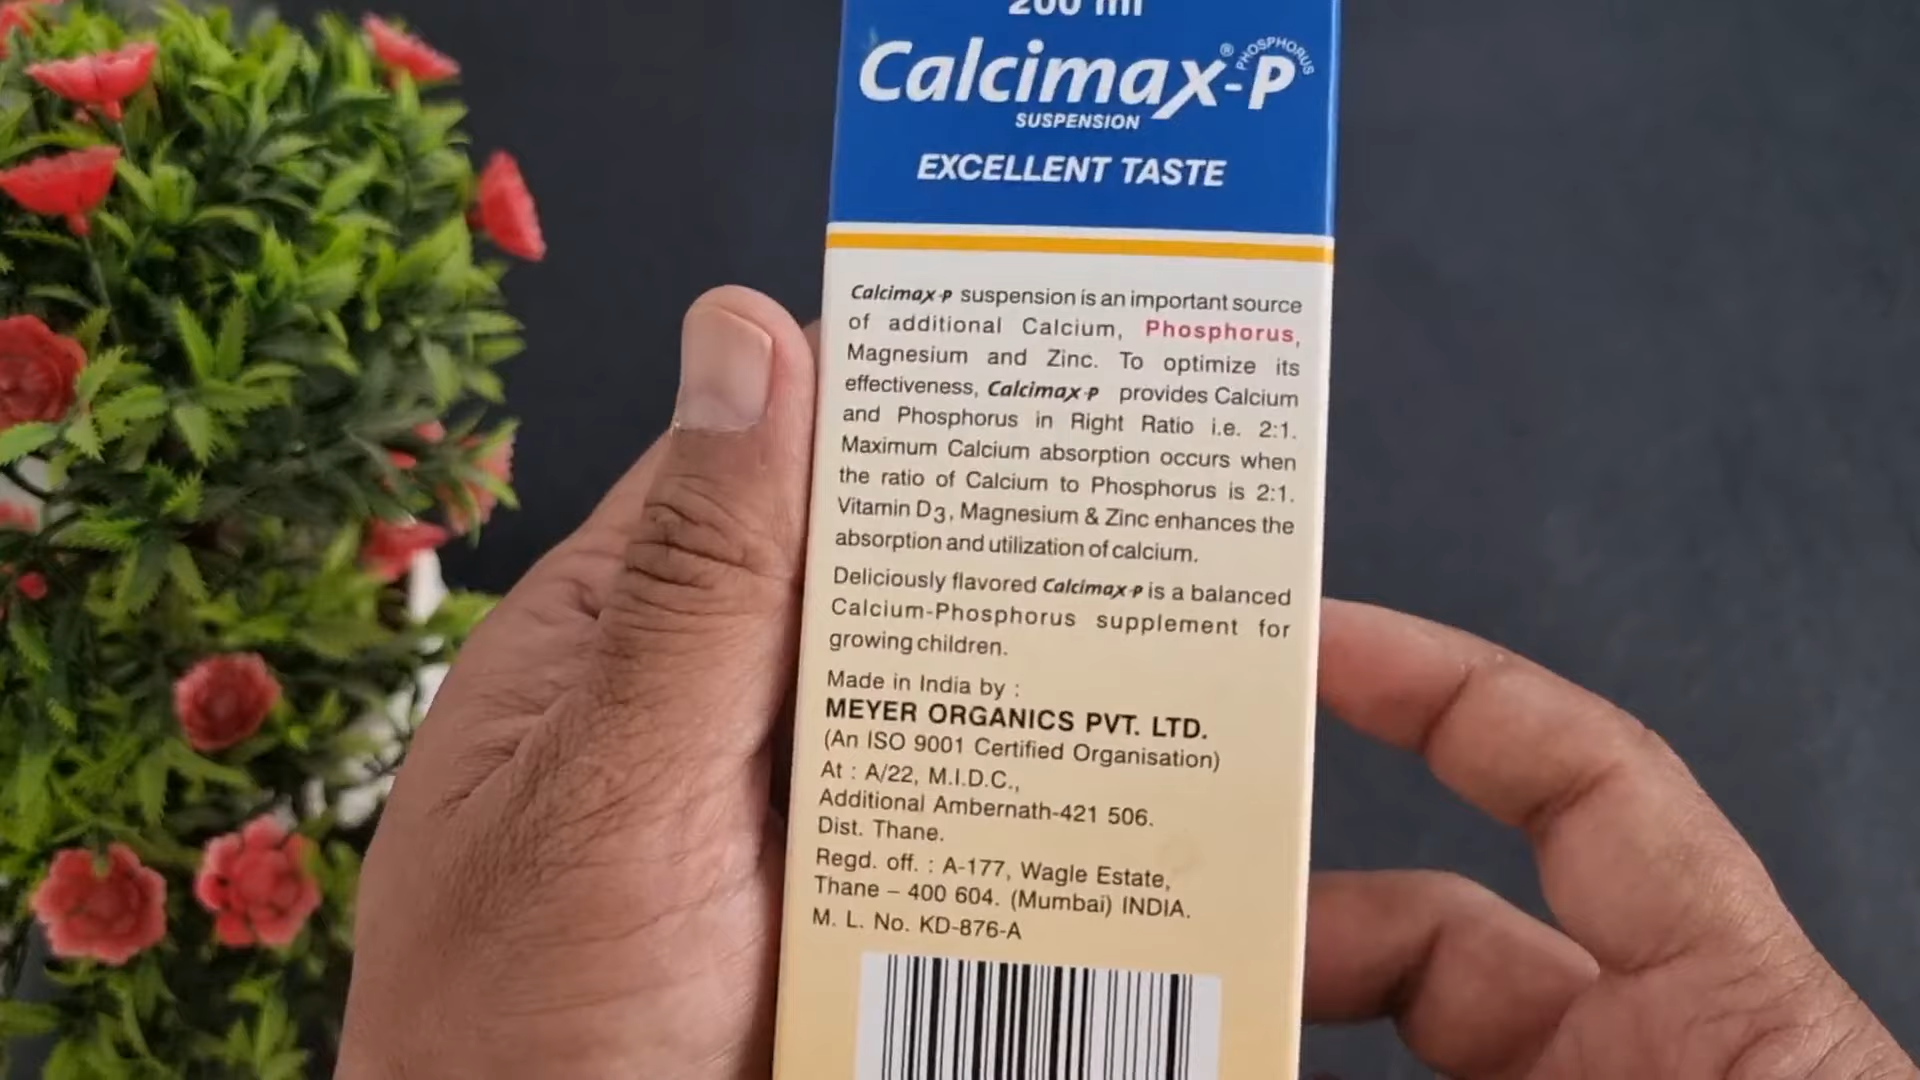 200 ml
Calcimax-P®
PHOSPHORUS
SUSPENSION
EXCELLENT TASTE
Calcimax-P suspension is an important source
of additional Calcium, Phosphorus,
Magnesium and Zinc. To optimize its
effectiveness, Calcimax-P provides Calcium
and Phosphorus in Right Ratio i.e. 2:1.
Maximum Calcium absorption occurs when
the ratio of Calcium to Phosphorus is 2:1.
Vitamin D3, Magnesium & Zinc enhances the
absorption and utilization of calcium.
Deliciously flavored Calcimax-P is a balanced
Calcium-Phosphorus supplement for
growing children.
Made in India by :
MEYER ORGANICS PVT. LTD.
(An ISO 9001 Certified Organisation)
At : A/22, M.I.D.C.,
Additional Ambernath-421 506.
Dist. Thane.
Regd. off. : A-177, Wagle Estate,
Thane – 400 604. (Mumbai) INDIA.
M. L. No. KD-876-A